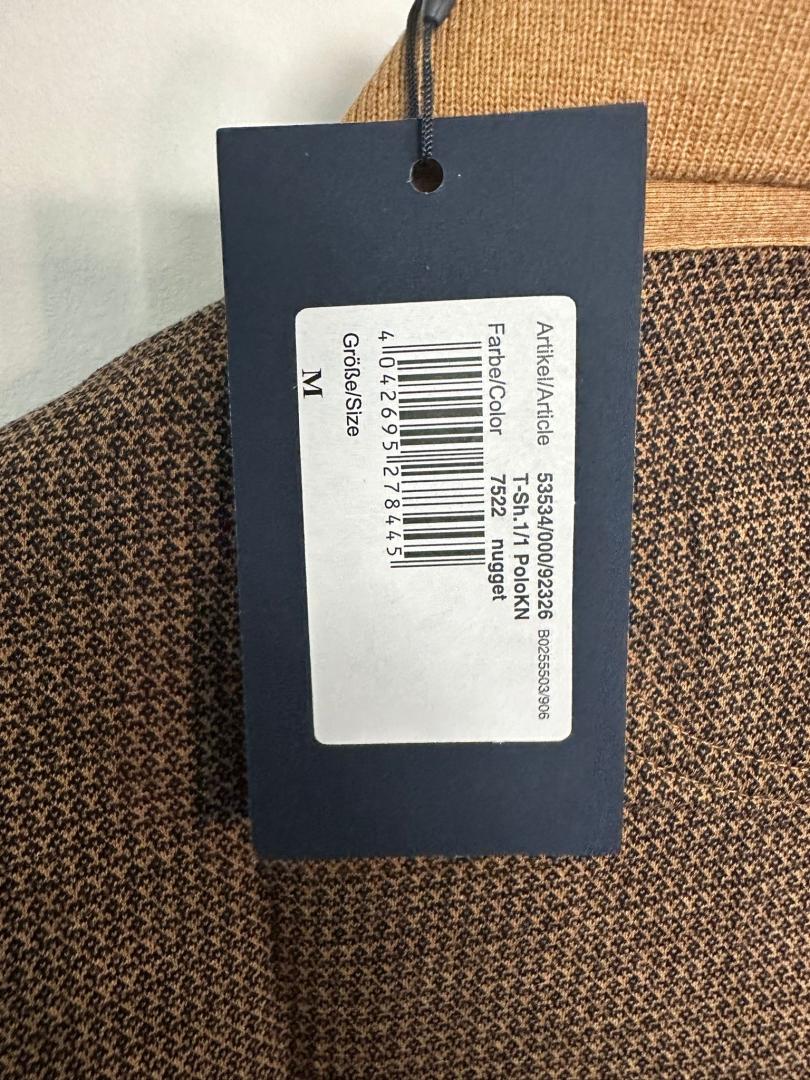 Artikel/Article 53534/000/92326 B0255503/906
T-Sh.1/1 PoloKN
Farbe/Color 7522 nugget
4 042695 278445
Größe/Size
M